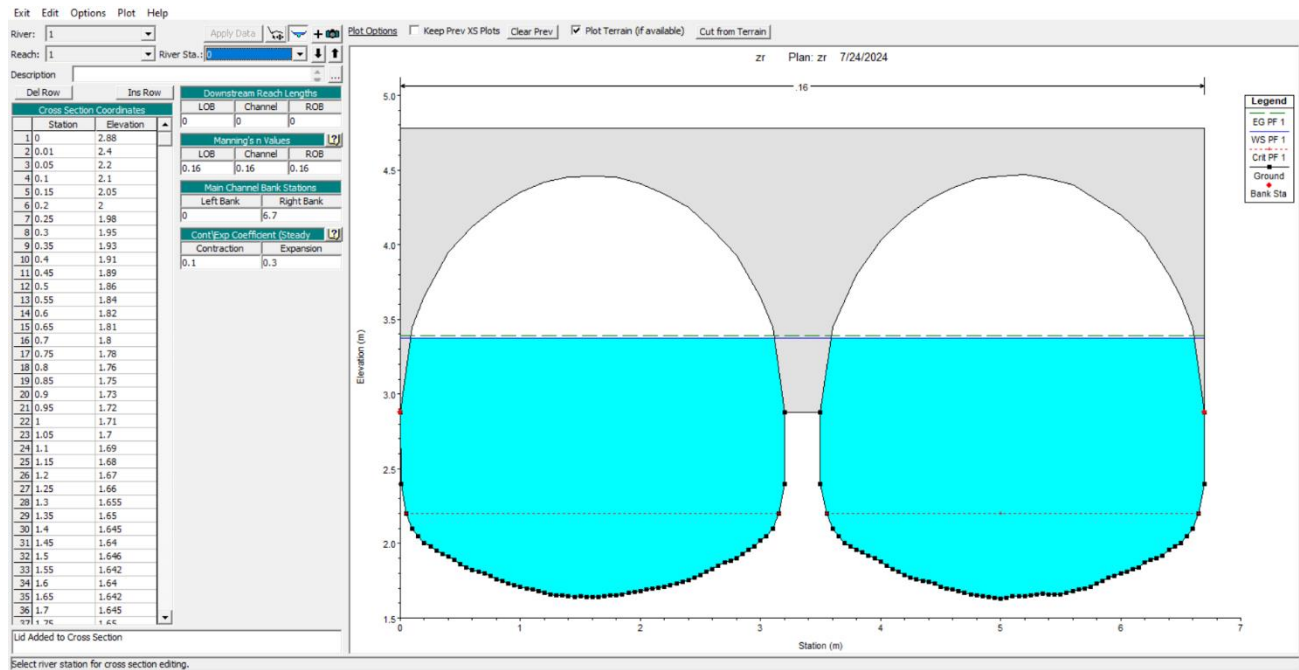 Exit Edit Options Plot Help
River: 1 Apply Data
Plot Options Keep Prev XS Plots Clear Prev Plot Terrain (if available) Cut from Terrain
Reach: 1 River Sta.: 0
Description ...
Del Row Ins Row
Cross Section Coordinates
Station Elevation
1 0 2.88
2 0.01 2.4
3 0.05 2.2
4 0.1 2.1
5 0.15 2.05
6 0.2 2
7 0.25 1.98
8 0.3 1.95
9 0.35 1.93
10 0.4 1.91
11 0.45 1.89
12 0.5 1.86
13 0.55 1.84
14 0.6 1.82
15 0.65 1.81
16 0.7 1.8
17 0.75 1.78
18 0.8 1.76
19 0.85 1.75
20 0.9 1.73
21 0.95 1.72
22 1 1.71
23 1.05 1.7
24 1.1 1.69
25 1.15 1.68
26 1.2 1.67
27 1.25 1.66
28 1.3 1.655
29 1.35 1.65
30 1.4 1.645
31 1.45 1.64
32 1.5 1.646
33 1.55 1.642
34 1.6 1.64
35 1.65 1.642
36 1.7 1.645
37 1.75 1.65
Downstream Reach Lengths
LOB Channel ROB
0 0 0
Manning's n Values
LOB Channel ROB
0.16 0.16 0.16
Main Channel Bank Stations
Left Bank Right Bank
0 6.7
Cont\Exp Coefficient (Steady
Contraction Expansion
0.1 0.3
zr Plan: zr 7/24/2024
.16
5.0
4.5
4.0
3.5
3.0
2.5
2.0
1.5
Elevation (m)
0 1 2 3 4 5 6 7
Station (m)
Legend
EG PF 1
WS PF 1
Crit PF 1
Ground
Bank Sta
Lid Added to Cross Section
Select river station for cross section editing.